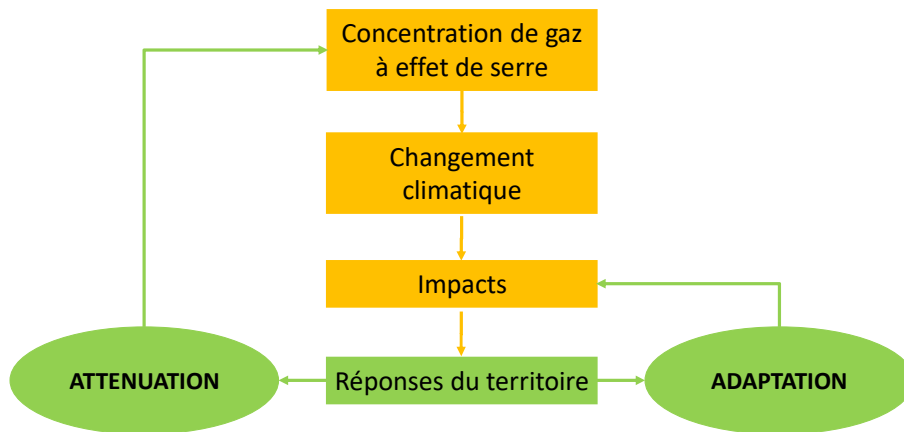 Concentration de gaz
à effet de serre
Changement
climatique
Impacts
ATTENUATION
Réponses du territoire
ADAPTATION